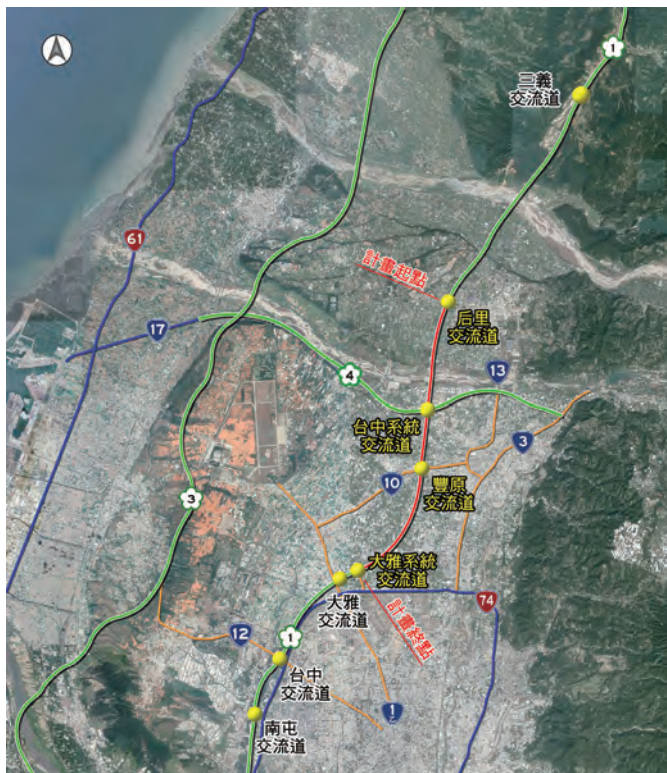 1
三義
交流道
61
計畫起點
后里
交流道
17
4
13
台中系統
交流道
3
豐原
交流道
10
3
大雅系統
交流道
大雅
交流道
74
計畫終點
12
1
台中
交流道
1
南屯
交流道